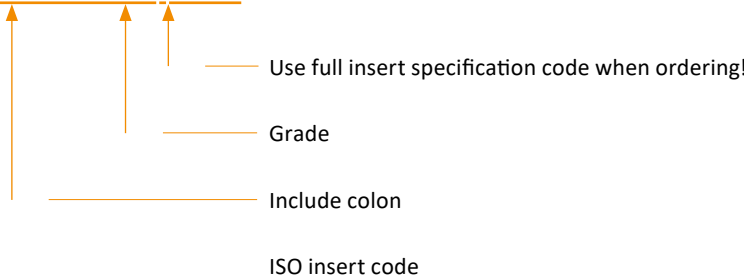 Use full insert specification code when ordering!
Grade
Include colon
ISO insert code